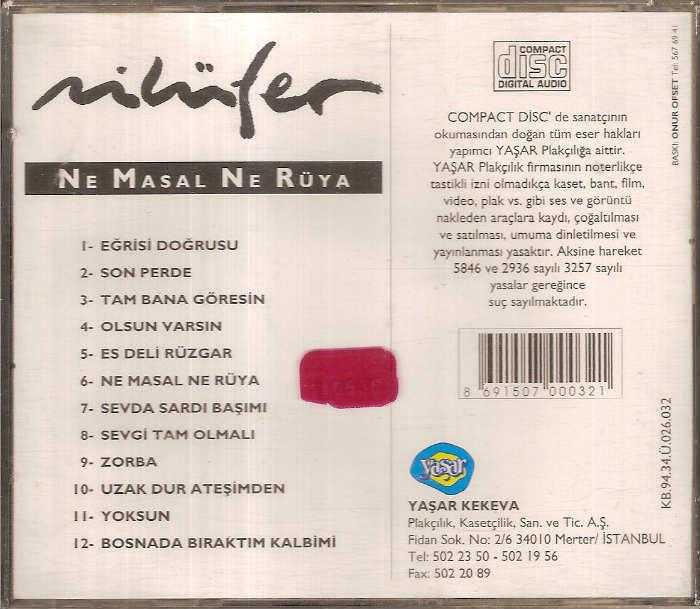 nilüfer
NE MASAL NE RÜYA
1- EĞRİSİ DOĞRUSU
2- SON PERDE
3- TAM BANA GÖRESİN
4- OLSUN VARSIN
5- ES DELİ RÜZGAR
6- NE MASAL NE RÜYA
7- SEVDA SARDI BAŞIMI
8- SEVGİ TAM OLMALI
9- ZORBA
10- UZAK DUR ATEŞİMDEN
11- YOKSUN
12- BOSNADA BIRAKTIM KALBİMİ
COMPACT
disc
DIGITAL AUDIO
COMPACT DİSC' de sanatçının
okumasından doğan tüm eser hakları
yapımcı YAŞAR Plakçılığa aittir.
YAŞAR Plakçılık firmasının noterlikçe
tastikli izni olmadıkça kaset, bant, film,
video, plak vs. gibi ses ve görüntü
nakleden araçlara kaydı, çoğaltılması
ve satılması, umuma dinletilmesi ve
yayınlanması yasaktır. Aksine hareket
5846 ve 2936 sayılı 3257 sayılı
yasalar gereğince
suç sayılmaktadır.
8 691507 000321
yaşar
YAŞAR KEKEVA
Plakçılık, Kasetçilik, San. ve Tic. A.Ş.
Fidan Sok. No: 2/6 34010 Merter/ İSTANBUL
Tel: 502 23 50 - 502 19 56
Fax: 502 20 89
BASKI: ONUR OFSET Tel: 567 69 41
KB.94.34.Ü.026.032